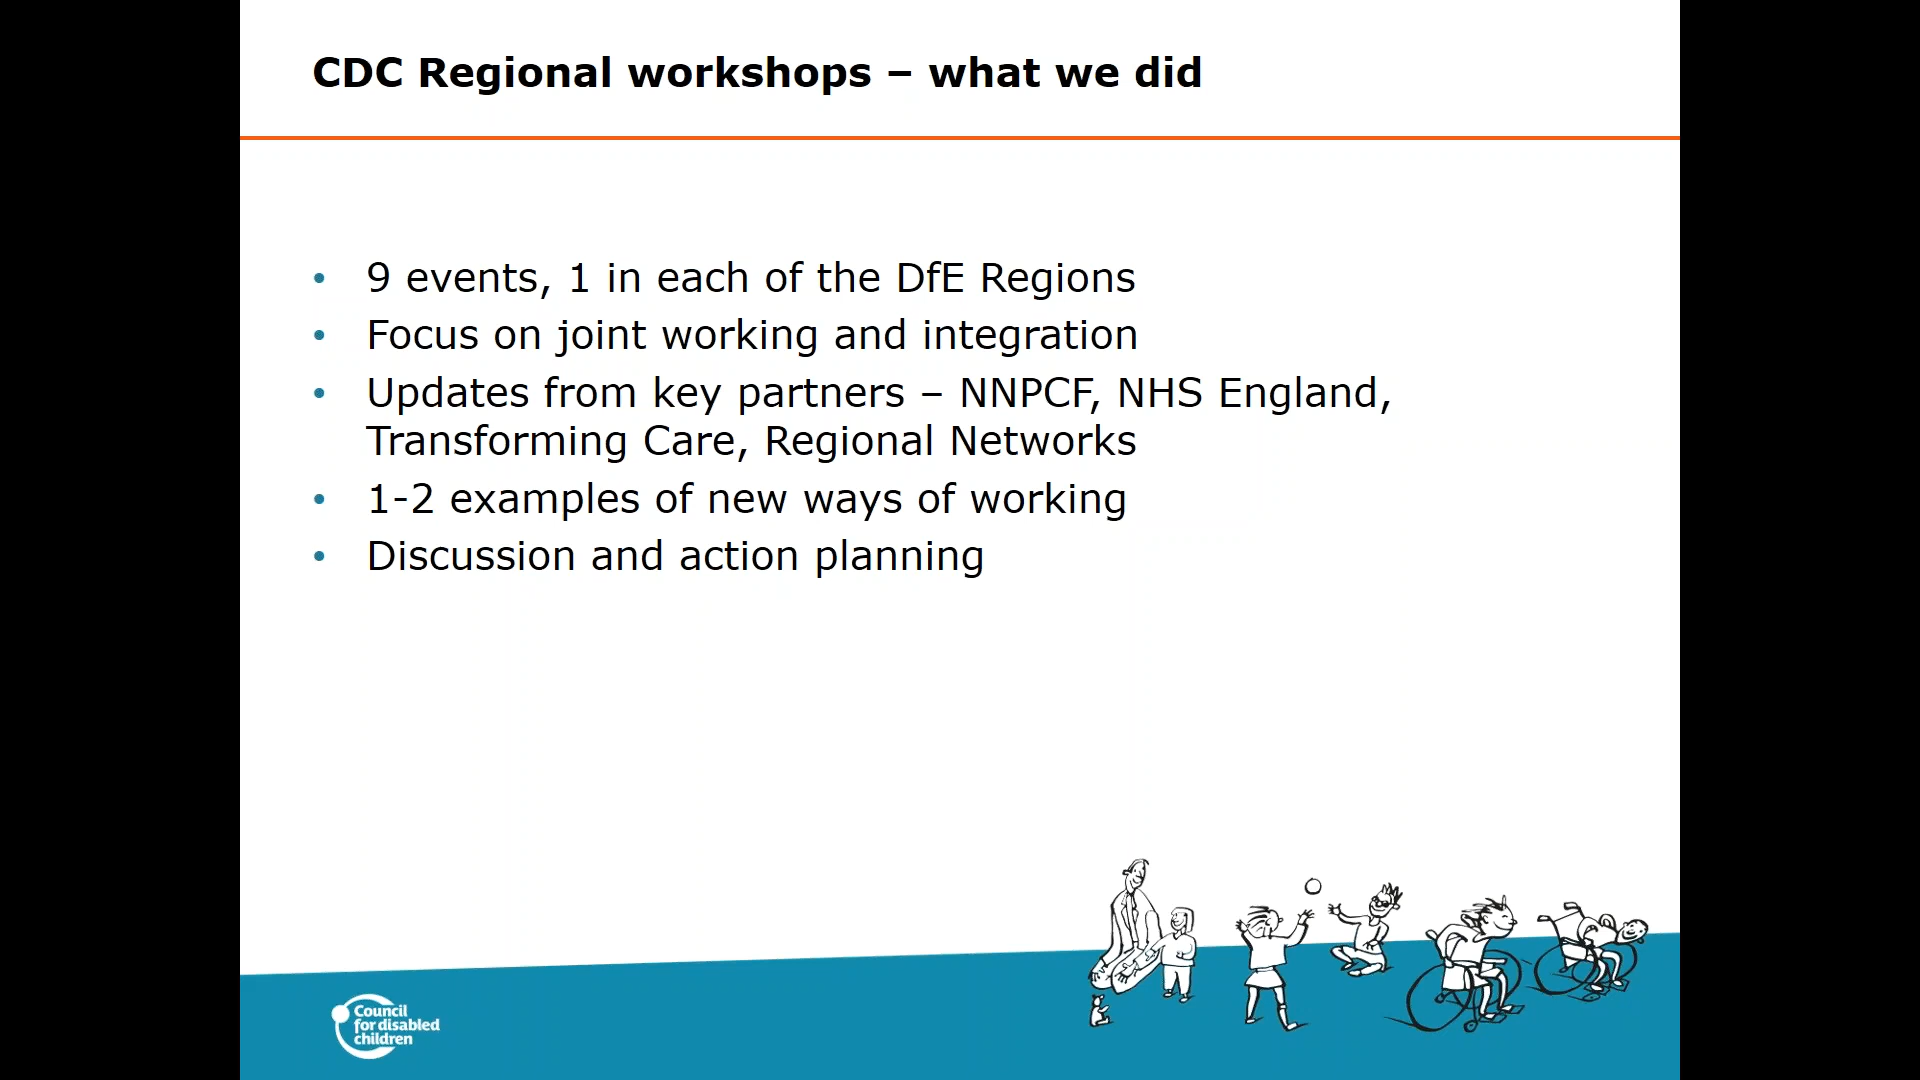 CDC Regional workshops – what we did
• 9 events, 1 in each of the DfE Regions
• Focus on joint working and integration
• Updates from key partners – NNPCF, NHS England,
Transforming Care, Regional Networks
• 1-2 examples of new ways of working
• Discussion and action planning
Council
for disabled
children